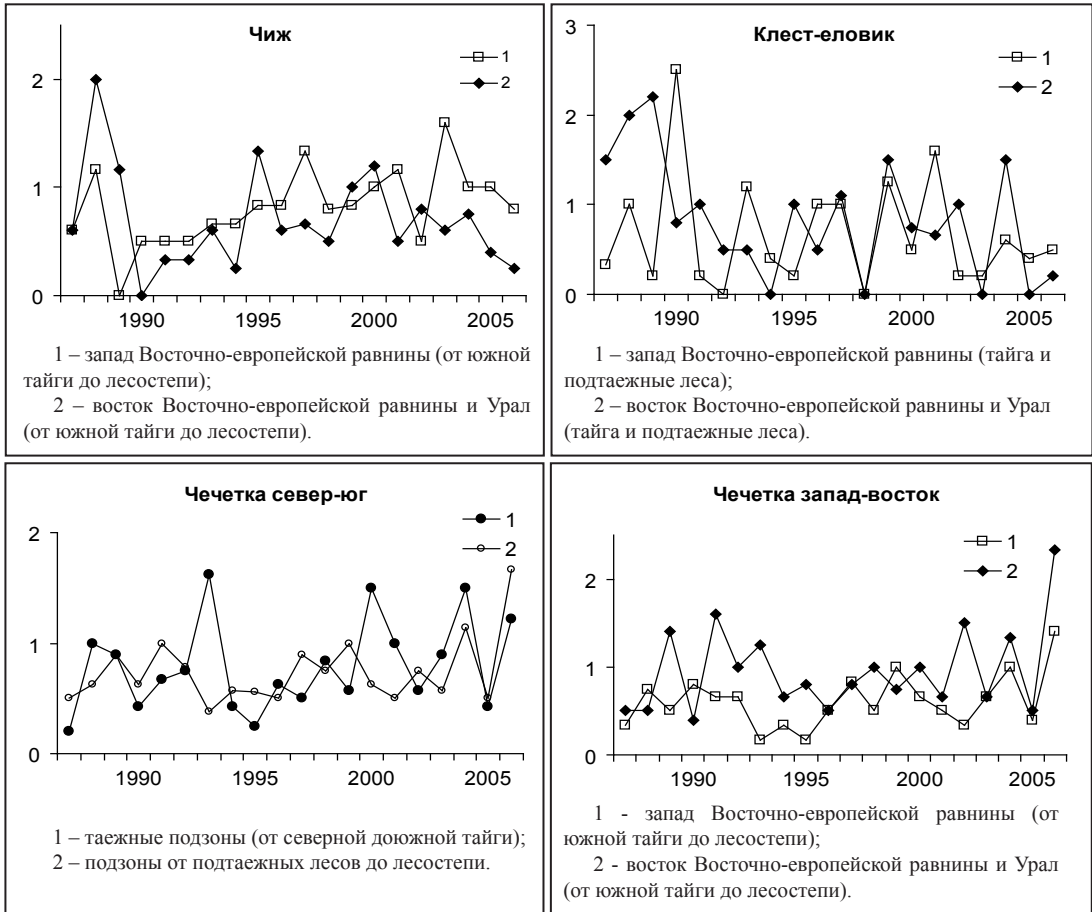 Чиж
1
2
2
1
0
1990 1995 2000 2005
1 – запад Восточно-европейской равнины (от южной
тайги до лесостепи);
2 – восток Восточно-европейской равнины и Урал
(от южной тайги до лесостепи).
Клест-еловик
1
2
3
2
1
0
1990 1995 2000 2005
1 – запад Восточно-европейской равнины (тайга и
подтаежные леса);
2 – восток Восточно-европейской равнины и Урал
(тайга и подтаежные леса).
Чечетка север-юг
1
2
2
1
0
1990 1995 2000 2005
1 – таежные подзоны (от северной доюжной тайги);
2 – подзоны от подтаежных лесов до лесостепи.
Чечетка запад-восток
1
2
2
1
0
1990 1995 2000 2005
1 - запад Восточно-европейской равнины (от
южной тайги до лесостепи);
2 - восток Восточно-европейской равнины и Урал
(от южной тайги до лесостепи).